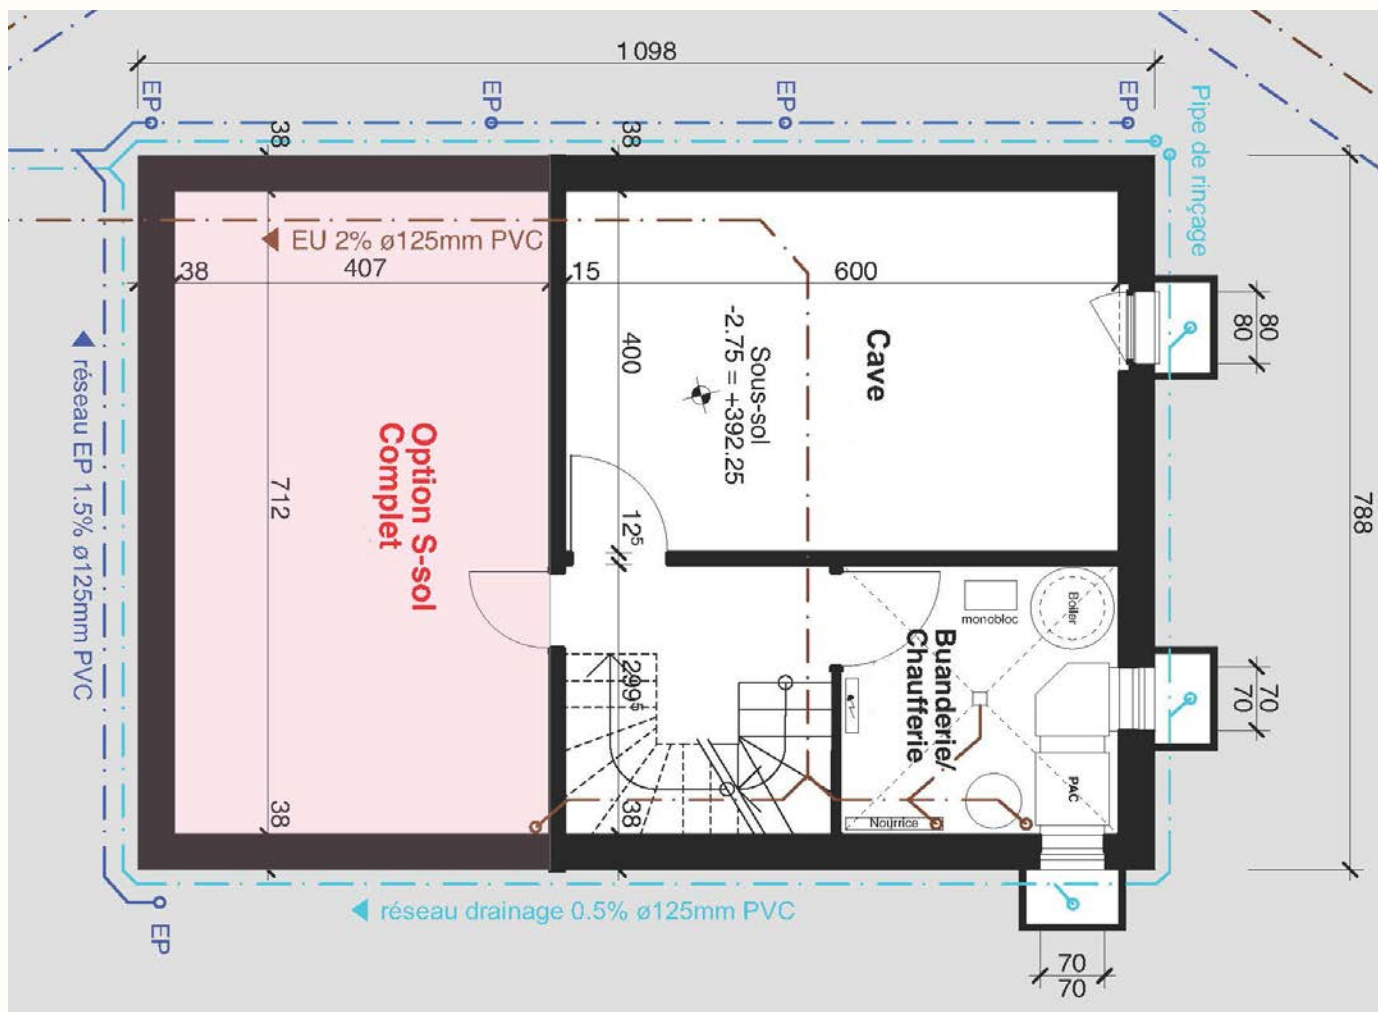 1 098
EP
EP
EP
EP
Pipe de rinçage
38
38
EU 2% ø125mm PVC
38
407
15
600
80
80
réseau EP 1.5% ø125mm PVC
400
Sous-sol
-2.75 = +392.25
Cave
Option S-sol
Complet
712
788
12⁵
299⁵
monobloc
Boiler
Buanderie/
Chaufferie
70
70
PAC
38
38
Nourrice
réseau drainage 0.5% ø125mm PVC
EP
70
70